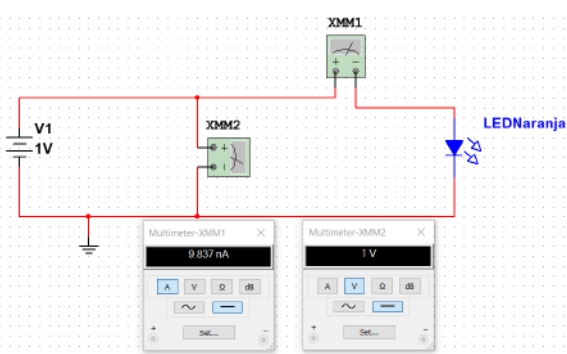 XMM1
LEDNaranja
V1
1V
XMM2
+ -
+
-
Multimeter-XMM1 ×
9.837 nA
A V Ω dB
Set...
+ -
Multimeter-XMM2 ×
1 V
A V Ω dB
Set...
+ -